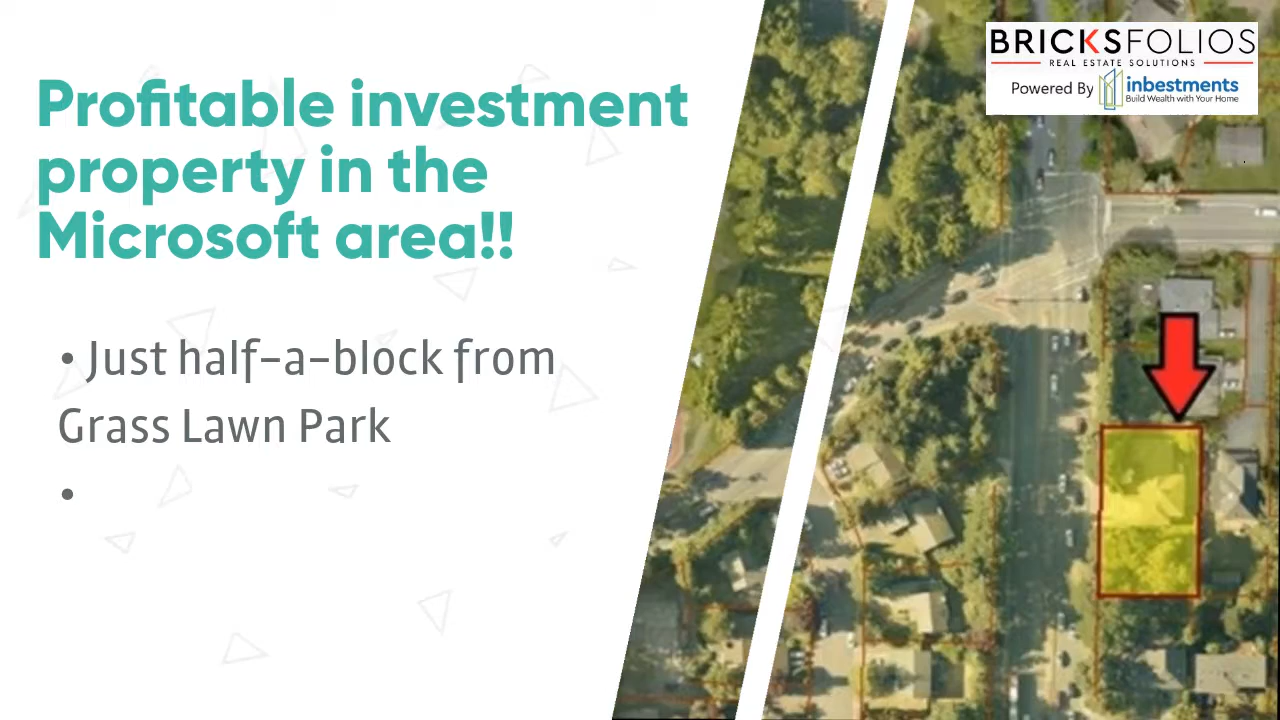 Profitable investment
property in the
Microsoft area!!
• Just half-a-block from
Grass Lawn Park
•
BRICKSFOLIOS
REAL ESTATE SOLUTIONS
Powered By inbestments
Build Wealth with Your Home